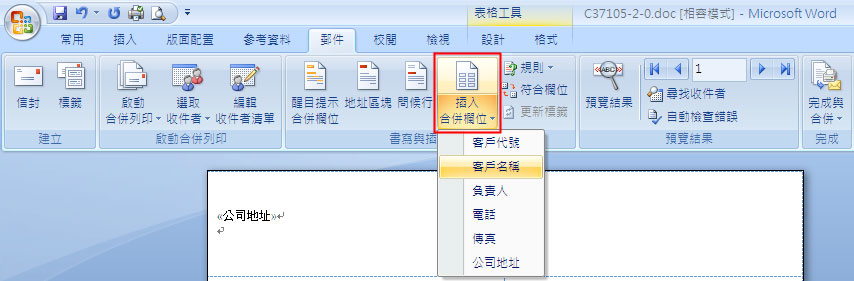 表格工具
C37105-2-0.doc [相容模式] - Microsoft Word
常用 插入 版面配置 參考資料 郵件 校閱 檢視 設計 格式
信封
標籤
建立
啟動
合併列印
選取
收件者
編輯
收件者清單
啟動合併列印
醒目提示
合併欄位
地址區塊
問候行
插入
合併欄位
規則
符合欄位
更新標籤
書寫與插
ABC
預覽結果
1
尋找收件者
自動檢查錯誤
預覽結果
完成與
合併
完成
客戶代號
客戶名稱
負責人
電話
傳真
公司地址
«公司地址»